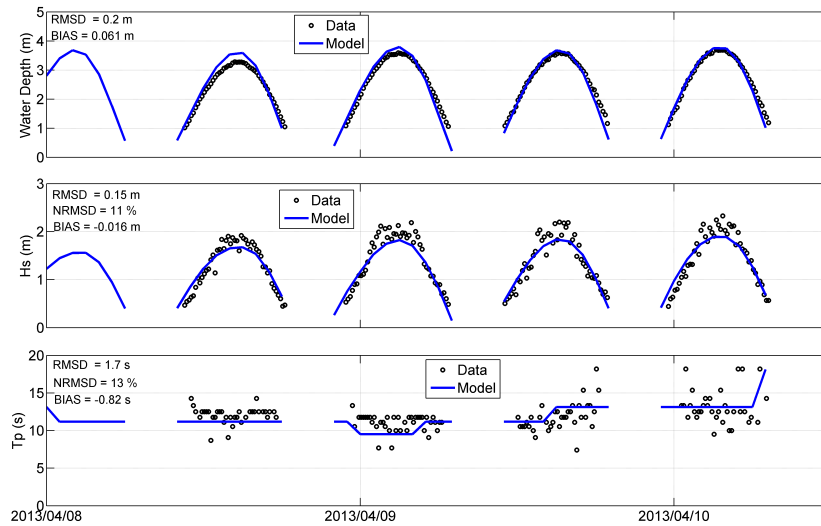 5
4
3
2
1
0
Water Depth (m)
RMSD = 0.2 m
BIAS = 0.061 m
Data
Model
3
2
1
0
Hs (m)
RMSD = 0.15 m
NRMSD = 11 %
BIAS = -0.016 m
Data
Model
20
15
10
5
0
Tp (s)
RMSD = 1.7 s
NRMSD = 13 %
BIAS = -0.82 s
Data
Model
2013/04/08
2013/04/09
2013/04/10